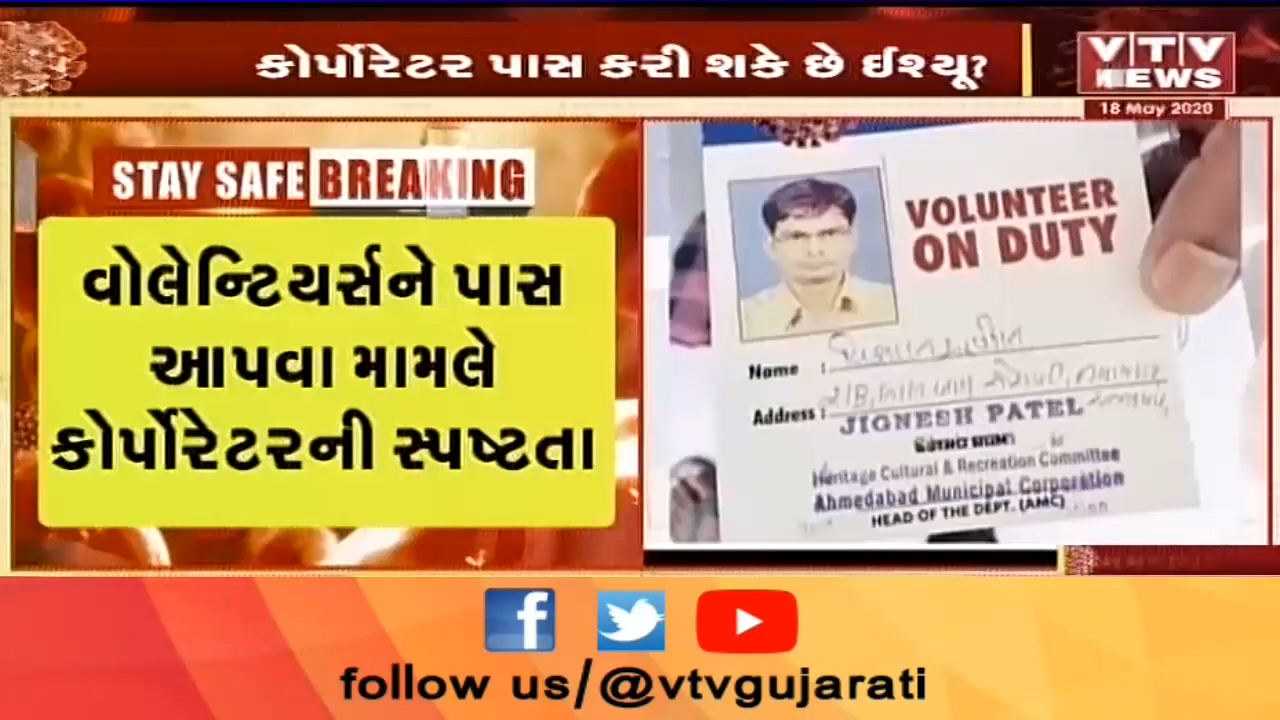 કોર્પોરેટર પાસ કરી શકે છે ઈશ્યૂ?
VTV
NEWS
18 May 2020
STAY SAFE BREAKING
વોલેન્ટિયર્સને પાસ
આપવા મામલે
કોર્પોરેટરની સ્પષ્ટતા
VOLUNTEER
ON DUTY
Name :
Address :
JIGNESH PATEL
Heritage Cultural & Recreation Committee
Ahmedabad Municipal Corporation
HEAD OF THE DEPT. (AMC)
follow us/@vtvgujarati